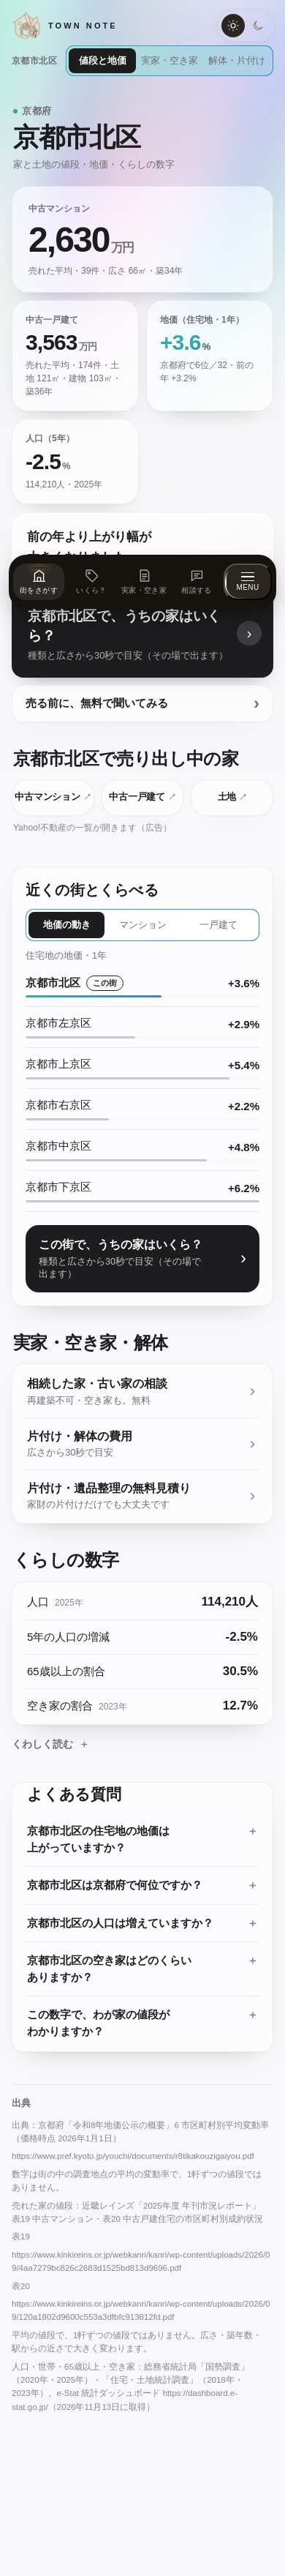 TOWN NOTE
京都市北区
値段と地価
実家・空き家
解体・片付け
京都府
京都市北区
家と土地の値段・地価・くらしの数字
中古マンション
2,630万円
売れた平均・39件・広さ 66㎡・築34年
中古一戸建て
3,563万円
売れた平均・174件・土
地 121㎡・建物 103㎡・
築36年
地価（住宅地・1年）
+3.6%
京都府で6位／32・前の
年 +3.2%
人口（5年）
-2.5%
114,210人・2025年
前の年より上がり幅が
街をさがす
いくら？
実家・空き家
相談する
MENU
京都市北区で、うちの家はいく
ら？
種類と広さから30秒で目安（その場で出ます）
売る前に、無料で聞いてみる
京都市北区で売り出し中の家
中古マンション ↗
中古一戸建て ↗
土地 ↗
Yahoo!不動産の一覧が開きます（広告）
近くの街とくらべる
地価の動き
マンション
一戸建て
住宅地の地価・1年
京都市北区 この街 +3.6%
京都市左京区 +2.9%
京都市上京区 +5.4%
京都市右京区 +2.2%
京都市中京区 +4.8%
京都市下京区 +6.2%
この街で、うちの家はいくら？
種類と広さから30秒で目安（その場で
出ます）
実家・空き家・解体
相続した家・古い家の相談
再建築不可・空き家も。無料
片付け・解体の費用
広さから30秒で目安
片付け・遺品整理の無料見積り
家財の片付けだけでも大丈夫です
くらしの数字
人口 2025年 114,210人
5年の人口の増減 -2.5%
65歳以上の割合 30.5%
空き家の割合 2023年 12.7%
くわしく読む +
よくある質問
京都市北区の住宅地の地価は
上がっていますか？ +
京都市北区は京都府で何位ですか？ +
京都市北区の人口は増えていますか？ +
京都市北区の空き家はどのくらい
ありますか？ +
この数字で、わが家の値段が
わかりますか？ +
出典
出典：京都府「令和8年地価公示の概要」6 市区町村別平均変動率
（価格時点 2026年1月1日）
https://www.pref.kyoto.jp/youchi/documents/r8tikakouzigaiyou.pdf
数字は街の中の調査地点の平均の変動率で、1軒ずつの値段では
ありません。
売れた家の値段：近畿レインズ「2025年度 年刊市況レポート」
表19 中古マンション・表20 中古戸建住宅の市区町村別成約状況
表19
https://www.kinkireins.or.jp/webkanri/kanri/wp-content/uploads/2026/0
9/4aa7279bc826c2683d1525bd813d9696.pdf
表20
https://www.kinkireins.or.jp/webkanri/kanri/wp-content/uploads/2026/0
9/120a1802d9600c553a3dfbfc913812fd.pdf
平均の値段で、1軒ずつの値段ではありません。広さ・築年数・
駅からの近さで大きく変わります。
人口・世帯・65歳以上・空き家：総務省統計局「国勢調査」
（2020年・2025年）・「住宅・土地統計調査」（2018年・
2023年）。e-Stat 統計ダッシュボード https://dashboard.e-
stat.go.jp/（2026年11月13日に取得）